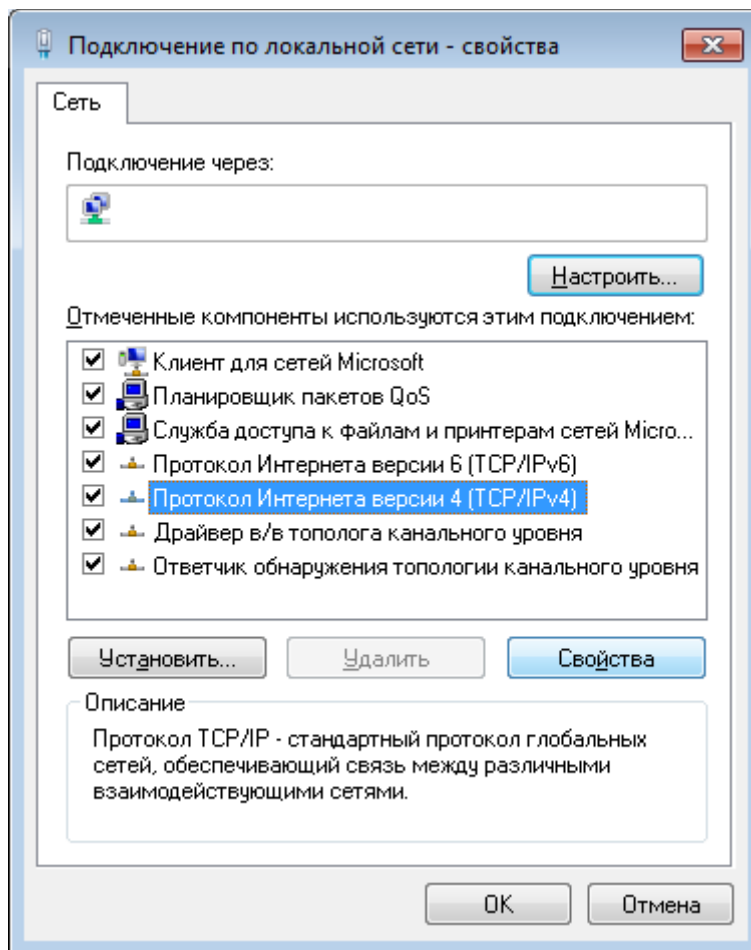 Подключение по локальной сети - свойства
Сеть
Подключение через:
Настроить...
Отмеченные компоненты используются этим подключением:
Клиент для сетей Microsoft
Планировщик пакетов QoS
Служба доступа к файлам и принтерам сетей Micro...
Протокол Интернета версии 6 (TCP/IPv6)
Протокол Интернета версии 4 (TCP/IPv4)
Драйвер в/в тополога канального уровня
Ответчик обнаружения топологии канального уровня
Установить...
Удалить
Свойства
Описание
Протокол TCP/IP - стандартный протокол глобальных
сетей, обеспечивающий связь между различными
взаимодействующими сетями.
OK
Отмена